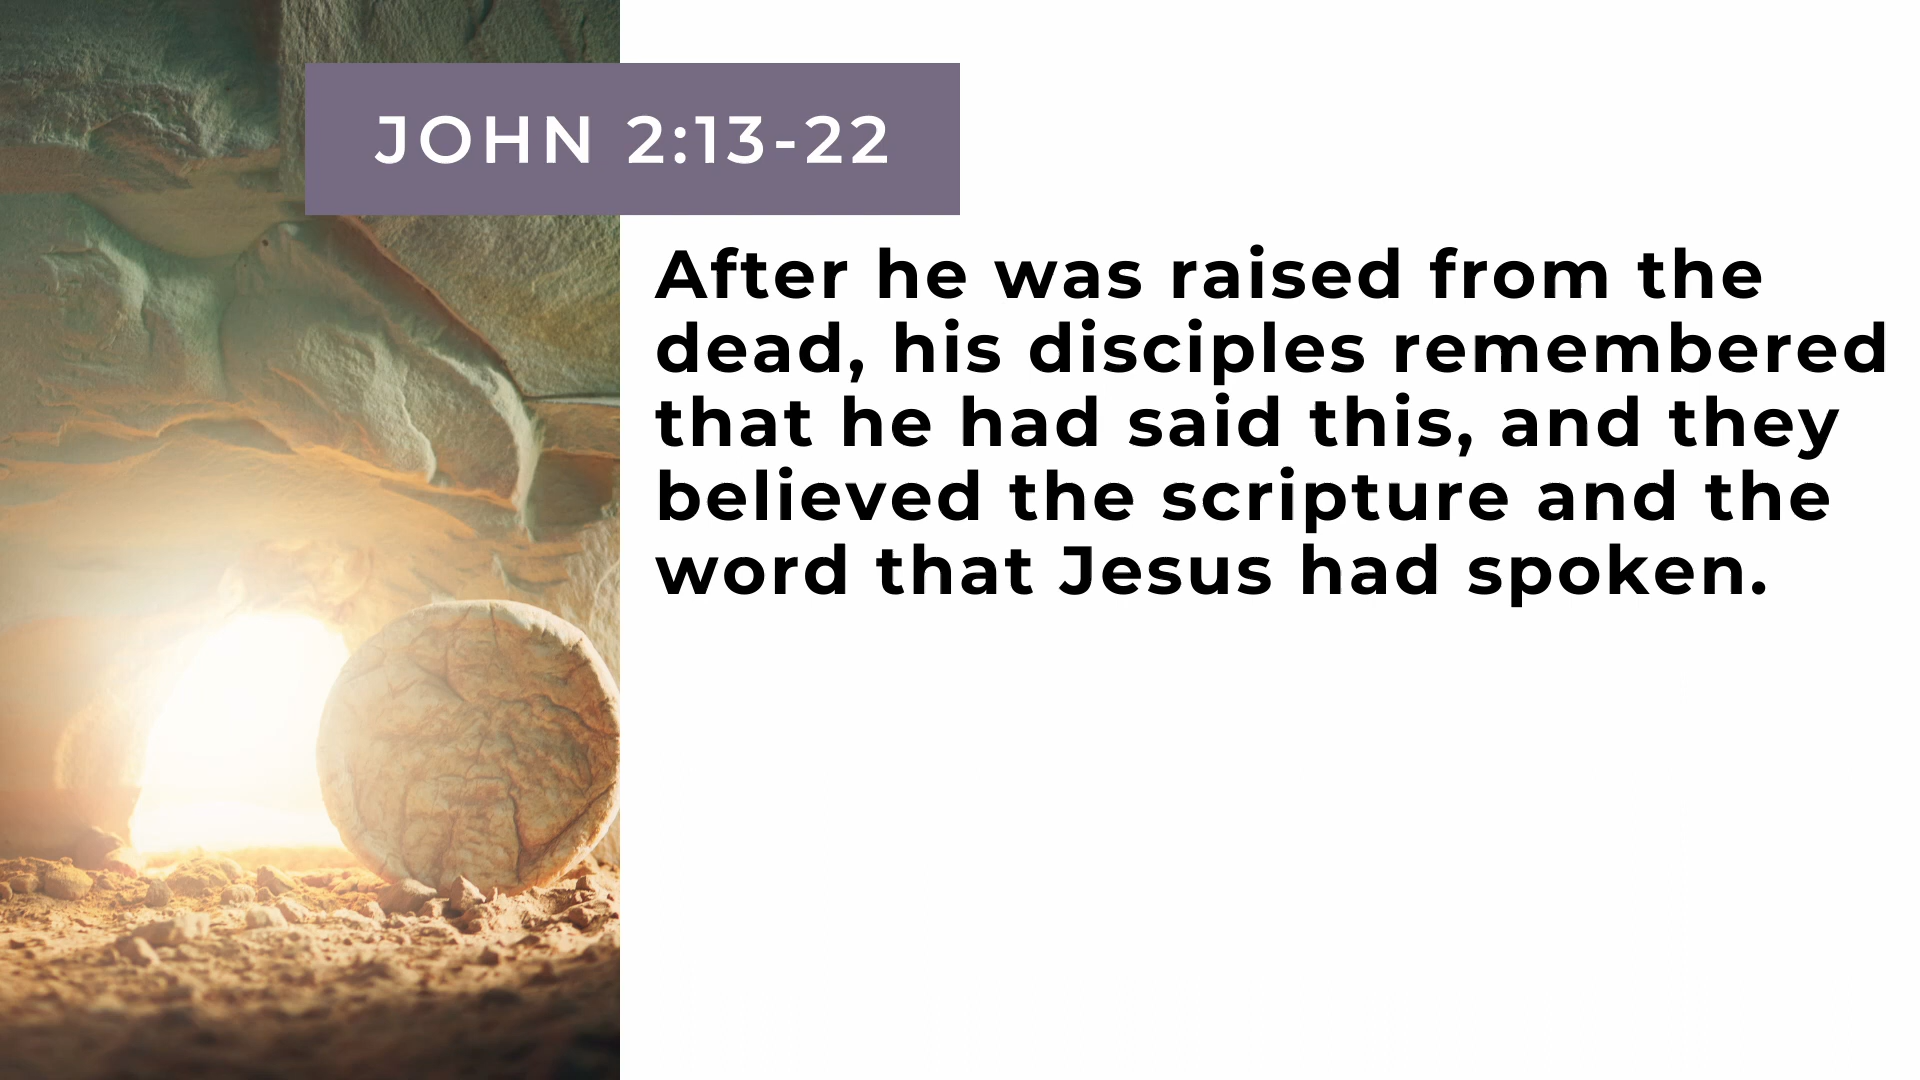 JOHN 2:13-22
After he was raised from the
dead, his disciples remembered
that he had said this, and they
believed the scripture and the
word that Jesus had spoken.